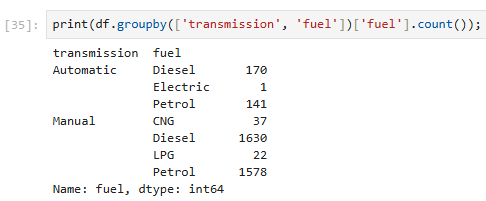 [35]: print(df.groupby(['transmission', 'fuel'])['fuel'].count());
transmission  fuel
Automatic     Diesel       170
              Electric       1
              Petrol       141
Manual        CNG           37
              Diesel      1630
              LPG           22
              Petrol      1578
Name: fuel, dtype: int64